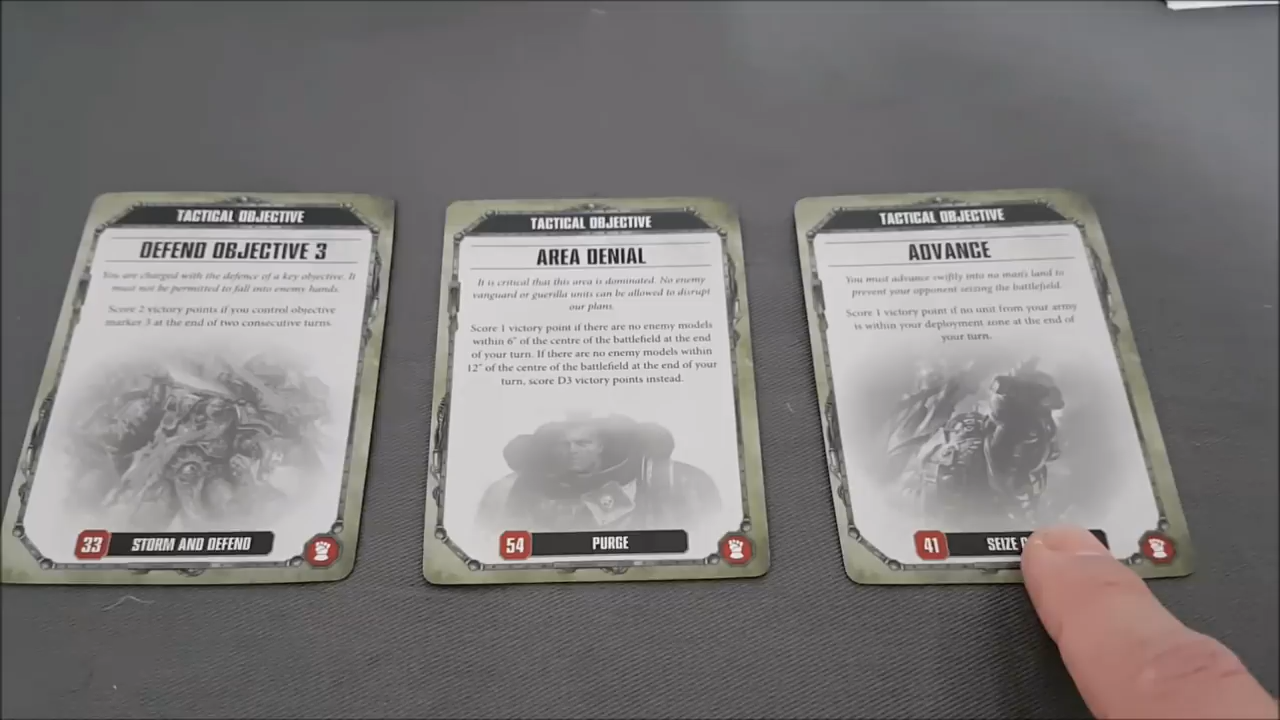 TACTICAL OBJECTIVE
DEFEND OBJECTIVE 3
You are charged with the defence of a key objective. It
must not be permitted to fall into enemy hands.
Score 2 victory points if you control objective
marker 3 at the end of two consecutive turns.
33 STORM AND DEFEND
TACTICAL OBJECTIVE
AREA DENIAL
It is critical that this area is dominated. No enemy
vanguard or guerilla units can be allowed to disrupt
our plans.
Score 1 victory point if there are no enemy models
within 6" of the centre of the battlefield at the end
of your turn. If there are no enemy models within
12" of the centre of the battlefield at the end of your
turn, score D3 victory points instead.
54 PURGE
TACTICAL OBJECTIVE
ADVANCE
You must advance swiftly into no man's land to
prevent your opponent seizing the battlefield.
Score 1 victory point if no unit from your army
is within your deployment zone at the end of
your turn.
41 SEIZE